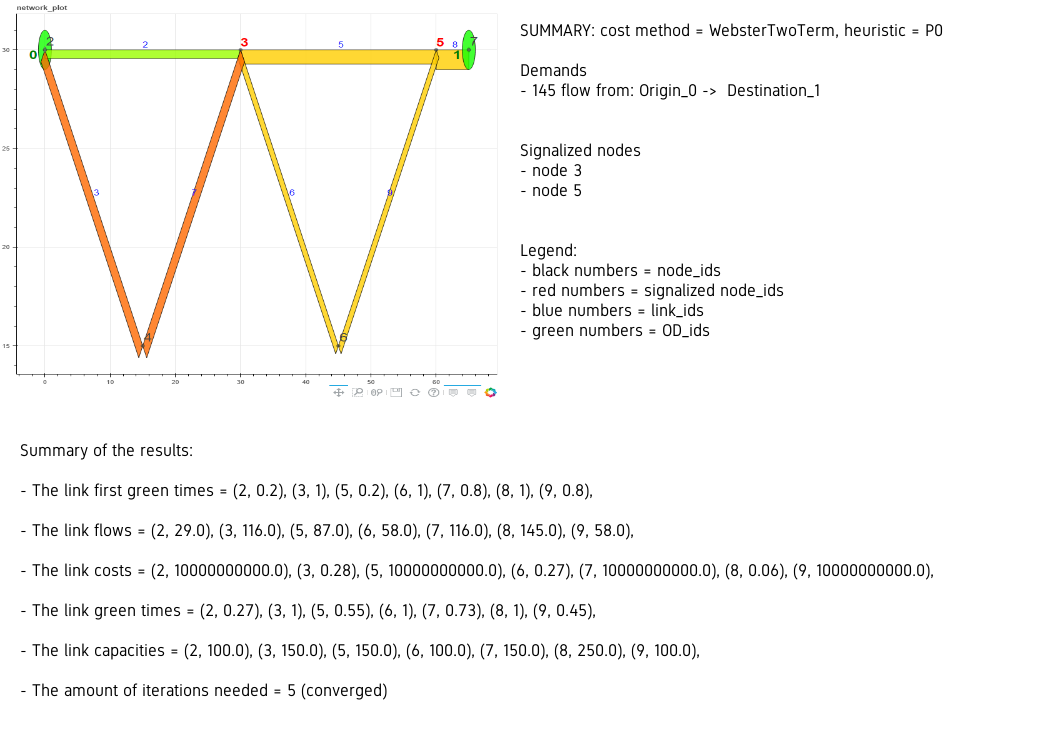 network_plot
SUMMARY: cost method = WebsterTwoTerm, heuristic = P0
Demands
- 145 flow from: Origin_0 -> Destination_1
Signalized nodes
- node 3
- node 5
Legend:
- black numbers = node_ids
- red numbers = signalized node_ids
- blue numbers = link_ids
- green numbers = OD_ids
30
25
20
15
0 2
2
3
5
5
8
1
7
3
7
6
9
4
6
0 10 20 30 40 50 60
Summary of the results:
- The link first green times = (2, 0.2), (3, 1), (5, 0.2), (6, 1), (7, 0.8), (8, 1), (9, 0.8),
- The link flows = (2, 29.0), (3, 116.0), (5, 87.0), (6, 58.0), (7, 116.0), (8, 145.0), (9, 58.0),
- The link costs = (2, 10000000000.0), (3, 0.28), (5, 10000000000.0), (6, 0.27), (7, 10000000000.0), (8, 0.06), (9, 10000000000.0),
- The link green times = (2, 0.27), (3, 1), (5, 0.55), (6, 1), (7, 0.73), (8, 1), (9, 0.45),
- The link capacities = (2, 100.0), (3, 150.0), (5, 150.0), (6, 100.0), (7, 150.0), (8, 250.0), (9, 100.0),
- The amount of iterations needed = 5 (converged)